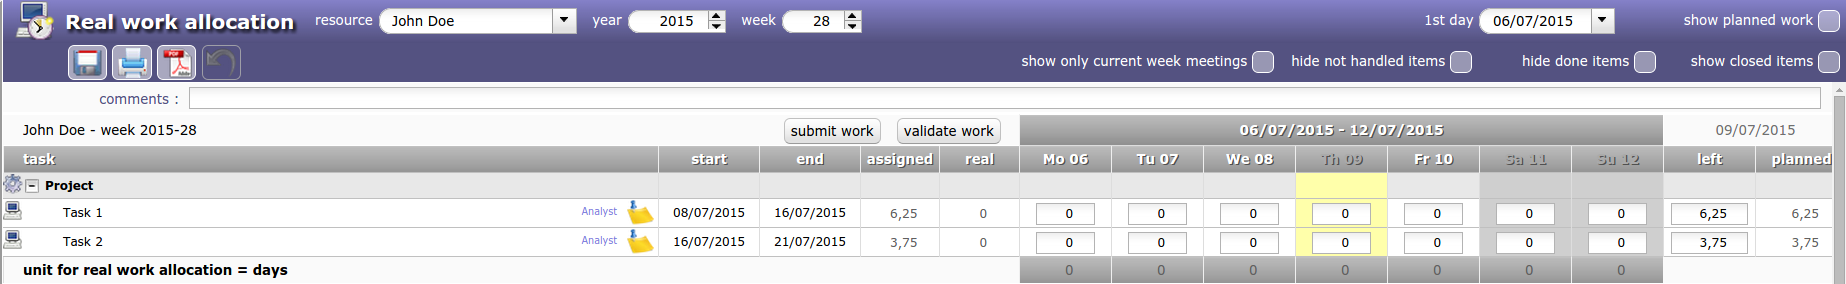 Real work allocation resource John Doe year 2015 week 28 1st day 06/07/2015 show planned work
PDF Adobe show only current week meetings hide not handled items hide done items show closed items
comments :
John Doe - week 2015-28 submit work validate work 06/07/2015 - 12/07/2015 09/07/2015
task start end assigned real Mo 06 Tu 07 We 08 Th 09 Fr 10 Sa 11 Su 12 left planned
Project
Task 1 Analyst 08/07/2015 16/07/2015 6,25 0 0 0 0 0 0 0 0 6,25 6,25
Task 2 Analyst 16/07/2015 21/07/2015 3,75 0 0 0 0 0 0 0 0 3,75 3,75
unit for real work allocation = days 0 0 0 0 0 0 0